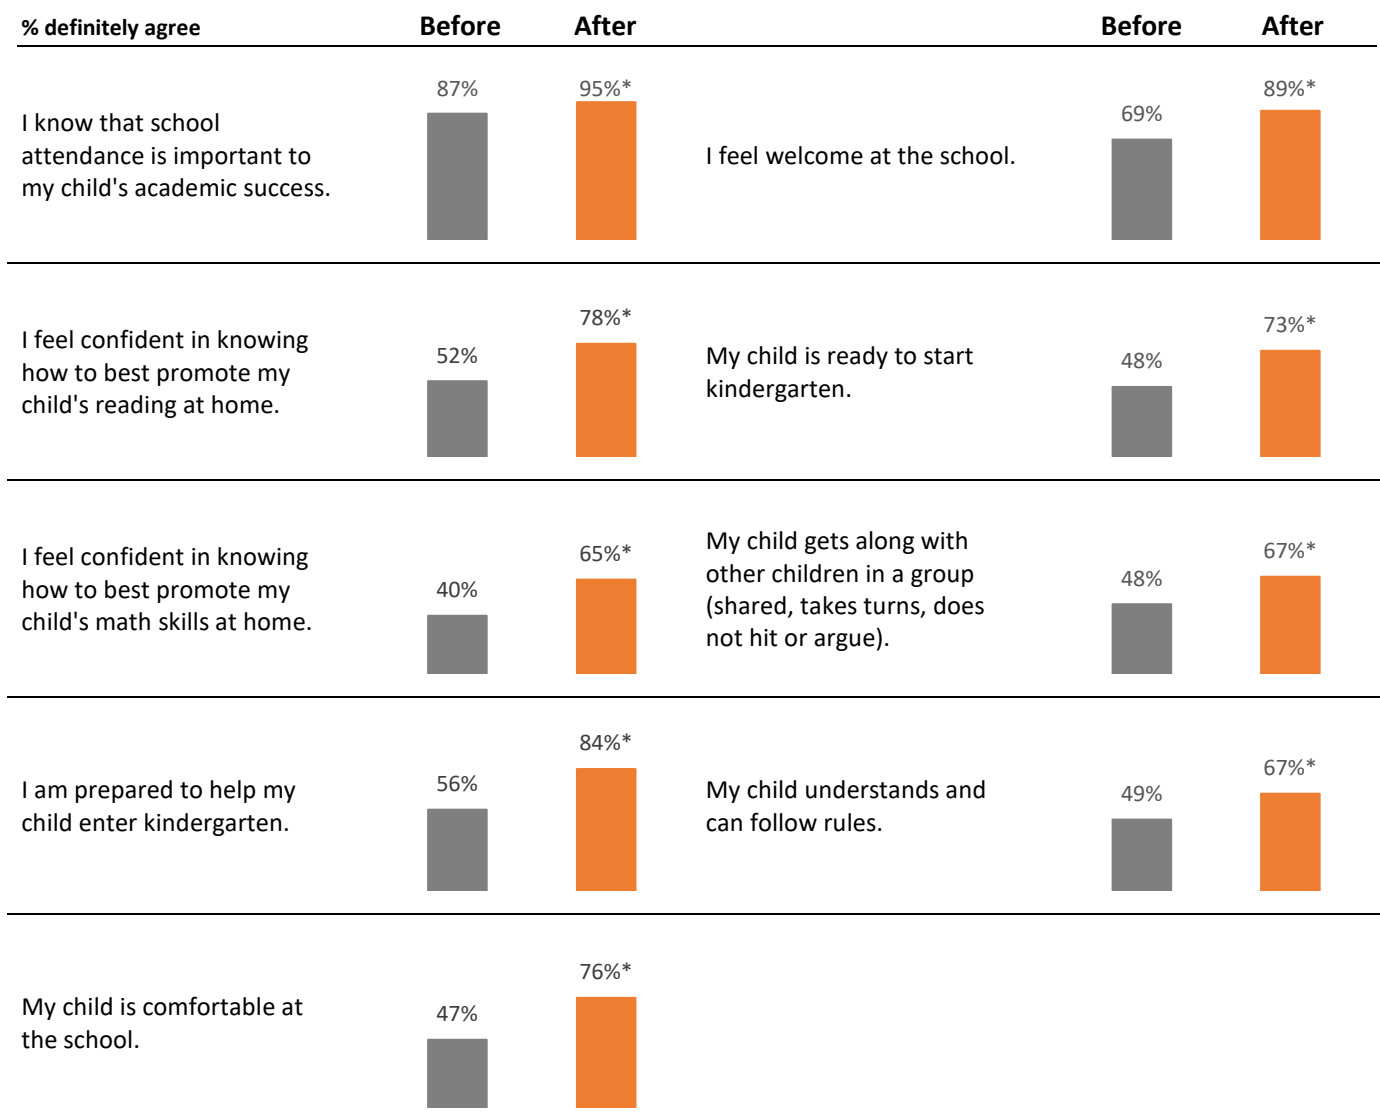 % definitely agree Before After Before After
87% 95%*
I know that school
attendance is important to
my child's academic success.
69% 89%*
I feel welcome at the school.
52% 78%*
I feel confident in knowing
how to best promote my
child's reading at home.
48% 73%*
My child is ready to start
kindergarten.
40% 65%*
I feel confident in knowing
how to best promote my
child's math skills at home.
48% 67%*
My child gets along with
other children in a group
(shared, takes turns, does
not hit or argue).
56% 84%*
I am prepared to help my
child enter kindergarten.
49% 67%*
My child understands and
can follow rules.
47% 76%*
My child is comfortable at
the school.